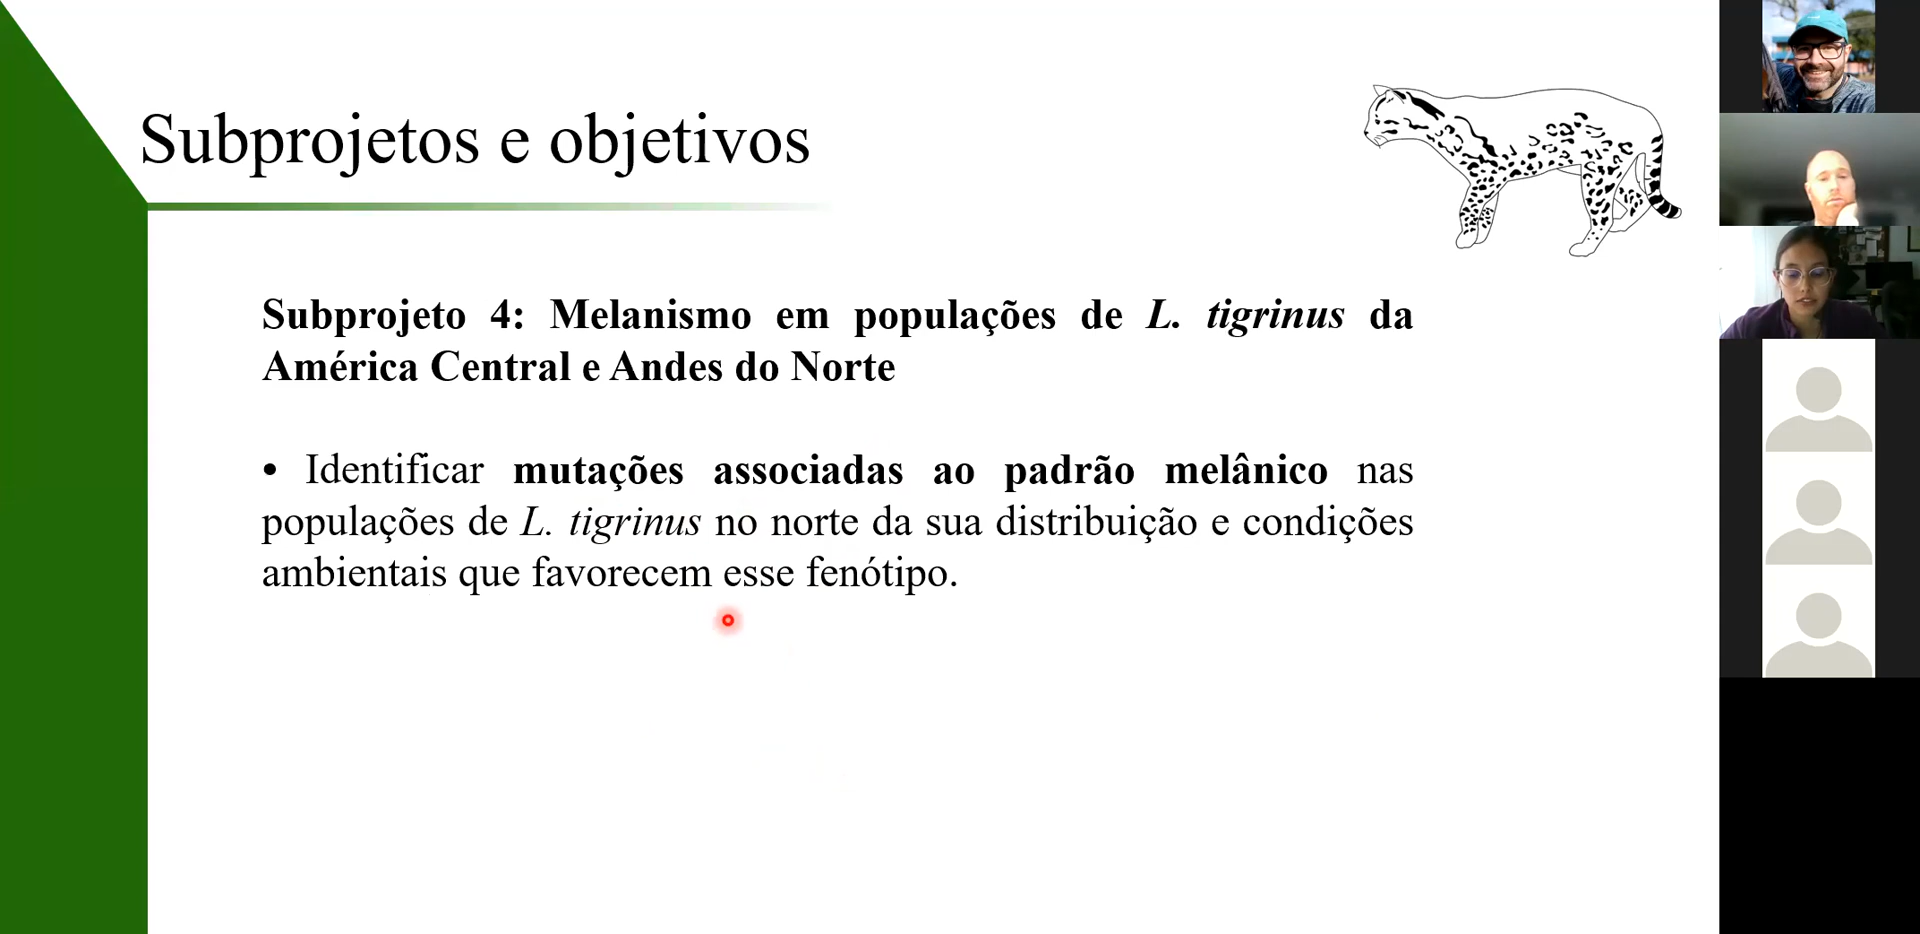 Subprojetos e objetivos
Subprojeto 4: Melanismo em populações de L. tigrinus da
América Central e Andes do Norte
• Identificar mutações associadas ao padrão melânico nas
populações de L. tigrinus no norte da sua distribuição e condições
ambientais que favorecem esse fenótipo.